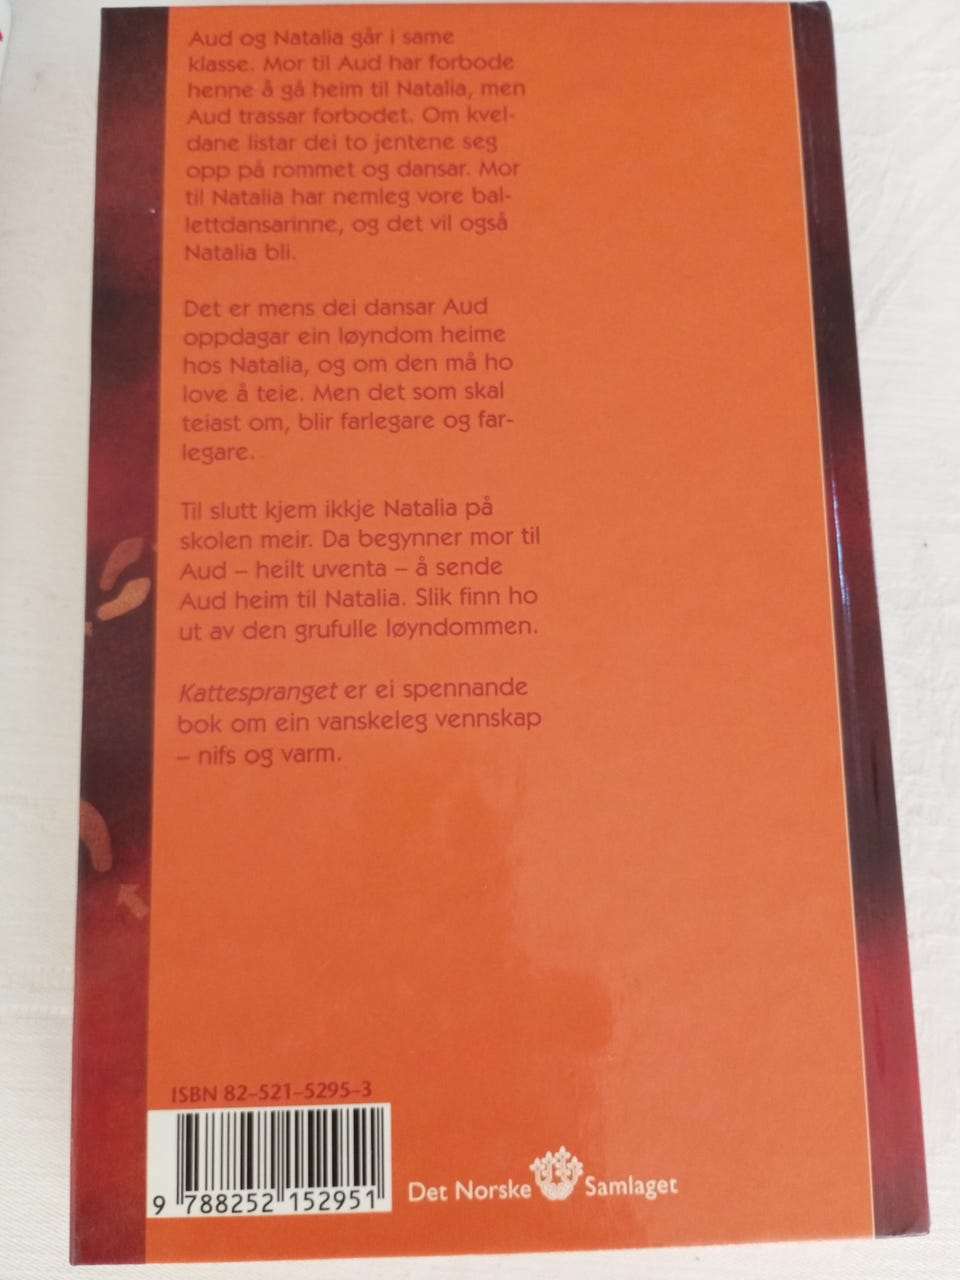 Aud og Natalia går i same
klasse. Mor til Aud har forbode
henne å gå heim til Natalia, men
Aud trassar forbodet. Om kvel-
dane listar dei to jentene seg
opp på rommet og dansar. Mor
til Natalia har nemleg vore bal-
lettdansarinne, og det vil også
Natalia bli.
Det er mens dei dansar Aud
oppdagar ein løyndom heime
hos Natalia, og om den må ho
love å teie. Men det som skal
teiast om, blir farlegare og far-
legare.
Til slutt kjem ikkje Natalia på
skolen meir. Da begynner mor til
Aud – heilt uventa – å sende
Aud heim til Natalia. Slik finn ho
ut av den grufulle løyndommen.
Kattespranget er ei spennande
bok om ein vanskeleg vennskap
– nifs og varm.
ISBN 82–521–5295–3
9 788252 152951
Det Norske Samlaget